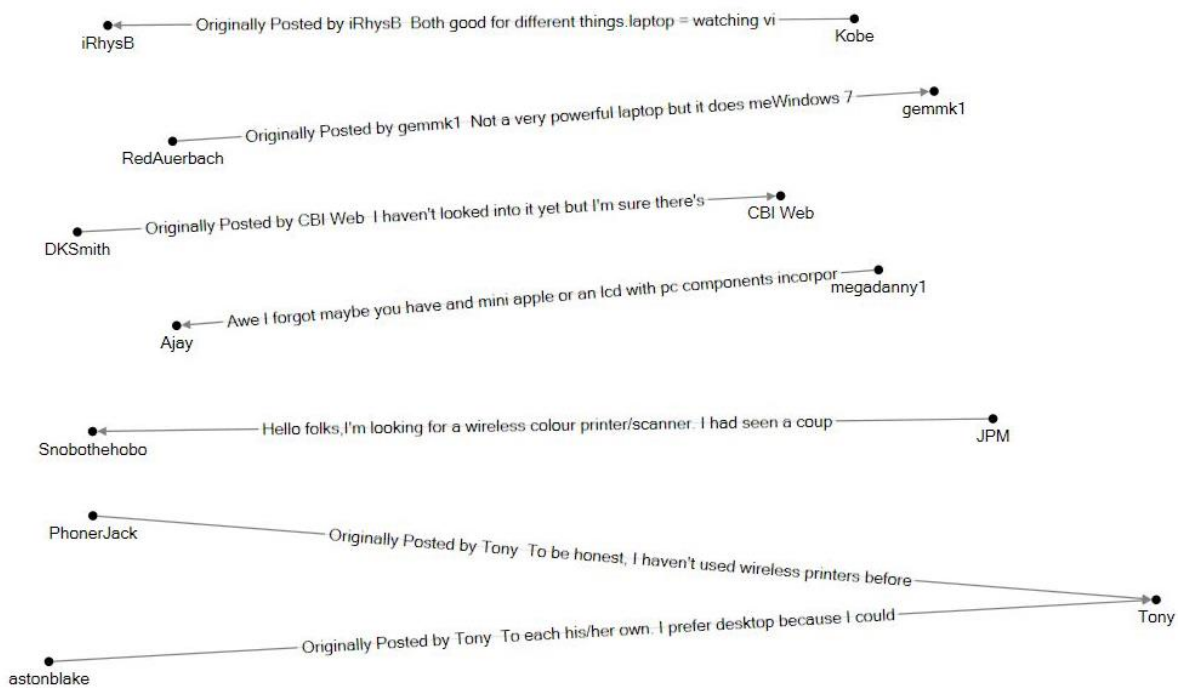 Originally Posted by iRhysB Both good for different things.laptop = watching vi
iRhysB
Kobe
Originally Posted by gemmk1 Not a very powerful laptop but it does meWindows 7
gemmk1
RedAuerbach
Originally Posted by CBI Web I haven't looked into it yet but I'm sure there's
CBI Web
DKSmith
Awe I forgot maybe you have and mini apple or an lcd with pc components incorpor
megadanny1
Ajay
Hello folks,I'm looking for a wireless colour printer/scanner. I had seen a coup
Snobothehobo
JPM
PhonerJack
Originally Posted by Tony To be honest, I haven't used wireless printers before
Tony
Originally Posted by Tony To each his/her own. I prefer desktop because I could
astonblake